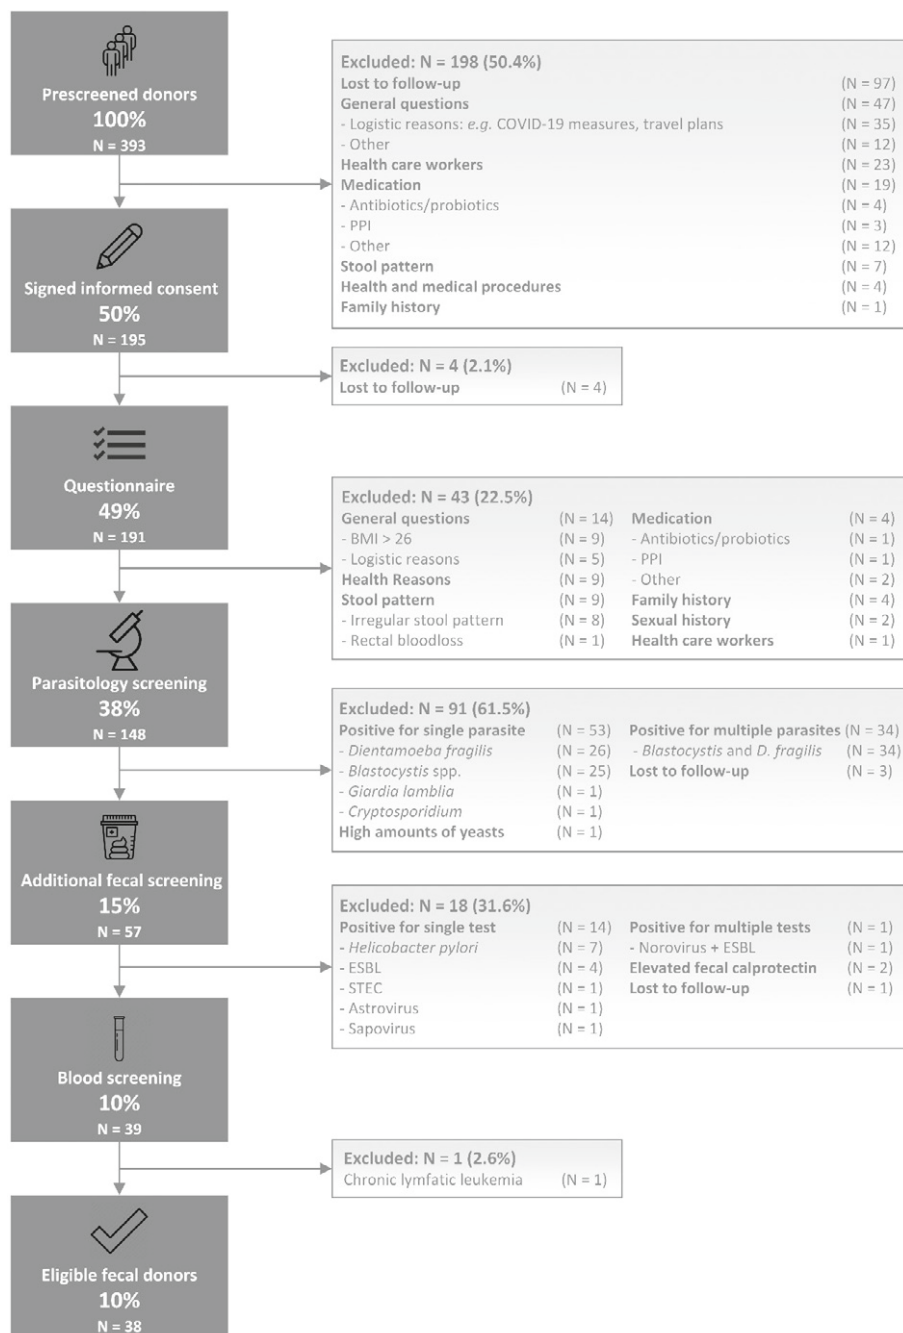 Prescreened donors
100%
N = 393
Excluded: N = 198 (50.4%)
Lost to follow-up (N = 97)
General questions (N = 47)
- Logistic reasons: e.g. COVID-19 measures, travel plans (N = 35)
- Other (N = 12)
Health care workers (N = 23)
Medication (N = 19)
- Antibiotics/probiotics (N = 4)
- PPI (N = 3)
- Other (N = 12)
Stool pattern (N = 7)
Health and medical procedures (N = 4)
Family history (N = 1)
Signed informed consent
50%
N = 195
Excluded: N = 4 (2.1%)
Lost to follow-up (N = 4)
Questionnaire
49%
N = 191
Excluded: N = 43 (22.5%)
General questions (N = 14) Medication (N = 4)
- BMI > 26 (N = 9) - Antibiotics/probiotics (N = 1)
- Logistic reasons (N = 5) - PPI (N = 1)
Health Reasons (N = 9) - Other (N = 2)
Stool pattern (N = 9) Family history (N = 4)
- Irregular stool pattern (N = 8) Sexual history (N = 2)
- Rectal bloodloss (N = 1) Health care workers (N = 1)
Parasitology screening
38%
N = 148
Excluded: N = 91 (61.5%)
Positive for single parasite (N = 53) Positive for multiple parasites (N = 34)
- Dientamoeba fragilis (N = 26) - Blastocystis and D. fragilis (N = 34)
- Blastocystis spp. (N = 25) Lost to follow-up (N = 3)
- Giardia lamblia (N = 1)
- Cryptosporidium (N = 1)
High amounts of yeasts (N = 1)
Additional fecal screening
15%
N = 57
Excluded: N = 18 (31.6%)
Positive for single test (N = 14) Positive for multiple tests (N = 1)
- Helicobacter pylori (N = 7) - Norovirus + ESBL (N = 1)
- ESBL (N = 4) Elevated fecal calprotectin (N = 2)
- STEC (N = 1) Lost to follow-up (N = 1)
- Astrovirus (N = 1)
- Sapovirus (N = 1)
Blood screening
10%
N = 39
Excluded: N = 1 (2.6%)
Chronic lymfatic leukemia (N = 1)
Eligible fecal donors
10%
N = 38